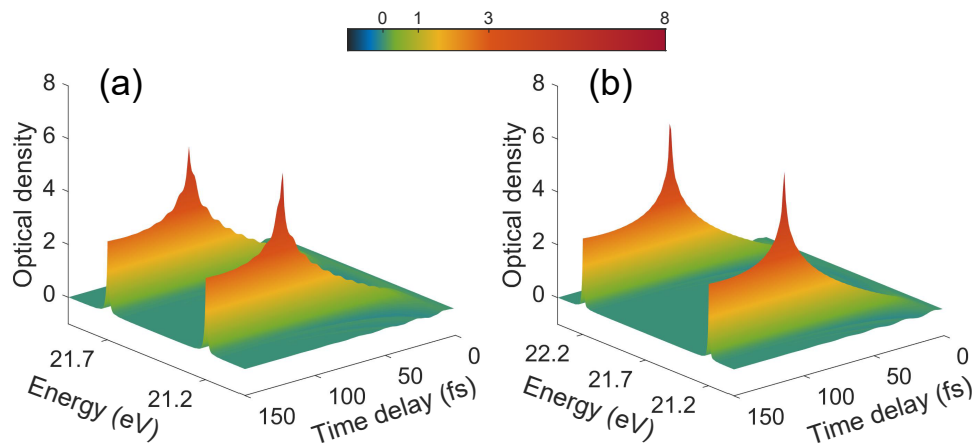 0 1 3 8
(a)
Optical density
8
6
4
2
0
21.7
21.2
Energy (eV)
150
100
50
0
Time delay (fs)
(b)
Optical density
8
6
4
2
0
22.2
21.7
21.2
Energy (eV)
150
100
50
0
Time delay (fs)